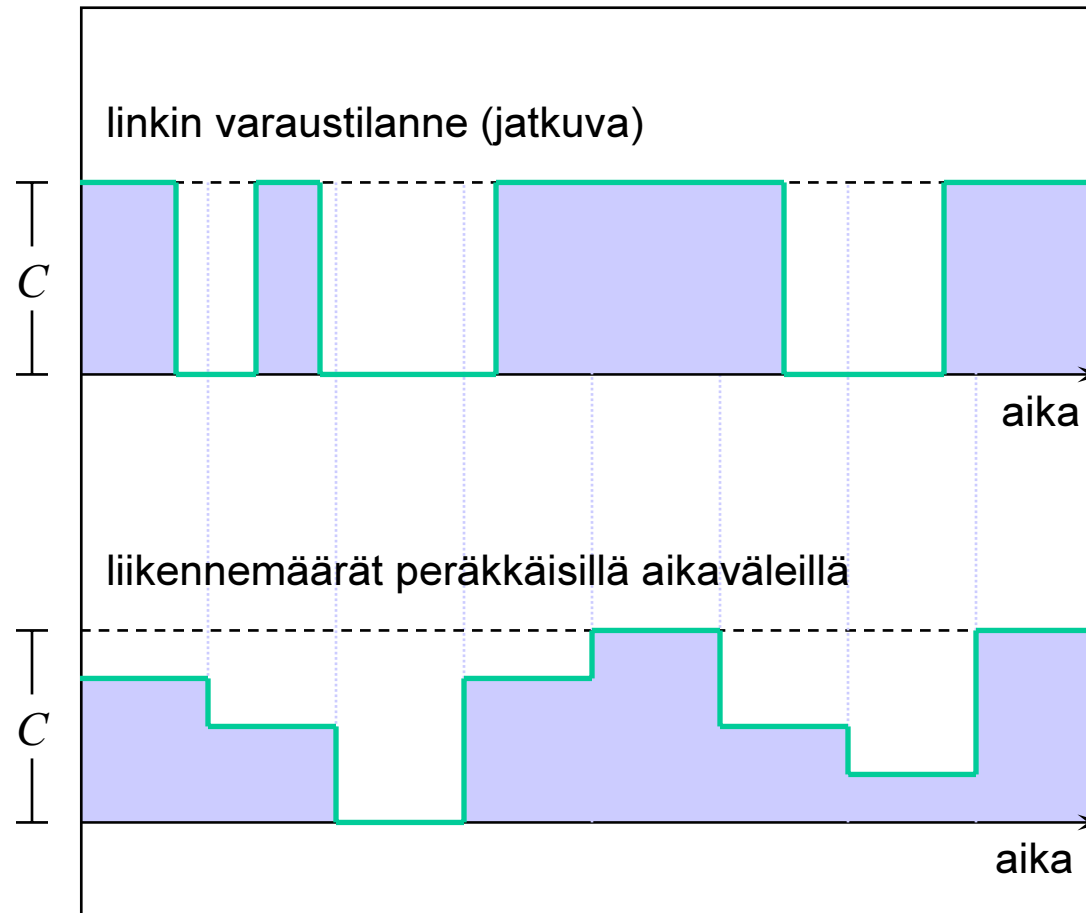 linkin varaustilanne (jatkuva)
C
aika
liikennemäärät peräkkäisillä aikaväleillä
C
aika